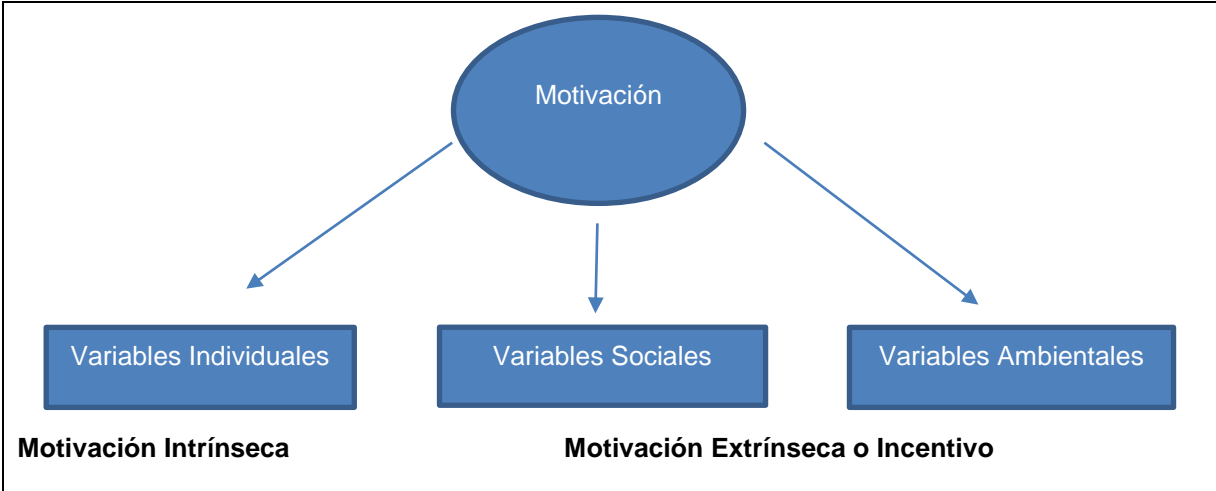 Motivación
Variables Individuales
Variables Sociales
Variables Ambientales
Motivación Intrínseca
Motivación Extrínseca o Incentivo